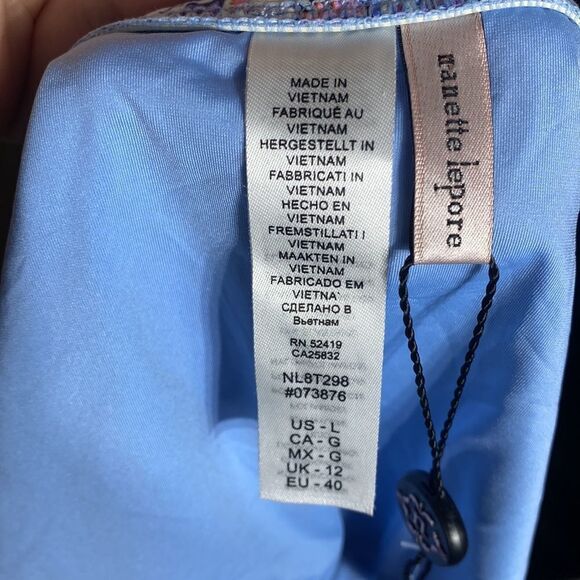 MADE IN
VIETNAM
FABRIQUÉ AU
VIETNAM
HERGESTELLT IN
VIETNAM
FABBRICATI IN
VIETNAM
HECHO EN
VIETNAM
FREMSTILLAT I
VIETNAM
MAAKTEN IN
VIETNAM
FABRICADO EM
VIETNA
СДЕЛАНО В
Вьетнам
RN 52419
CA25832
NL8T298
#073876
US - L
CA - G
MX - G
UK - 12
EU - 40
nanette lepore